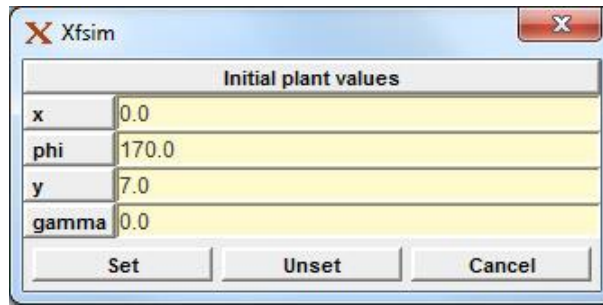 Xfsim
Initial plant values
x 0.0
phi 170.0
y 7.0
gamma 0.0
Set Unset Cancel